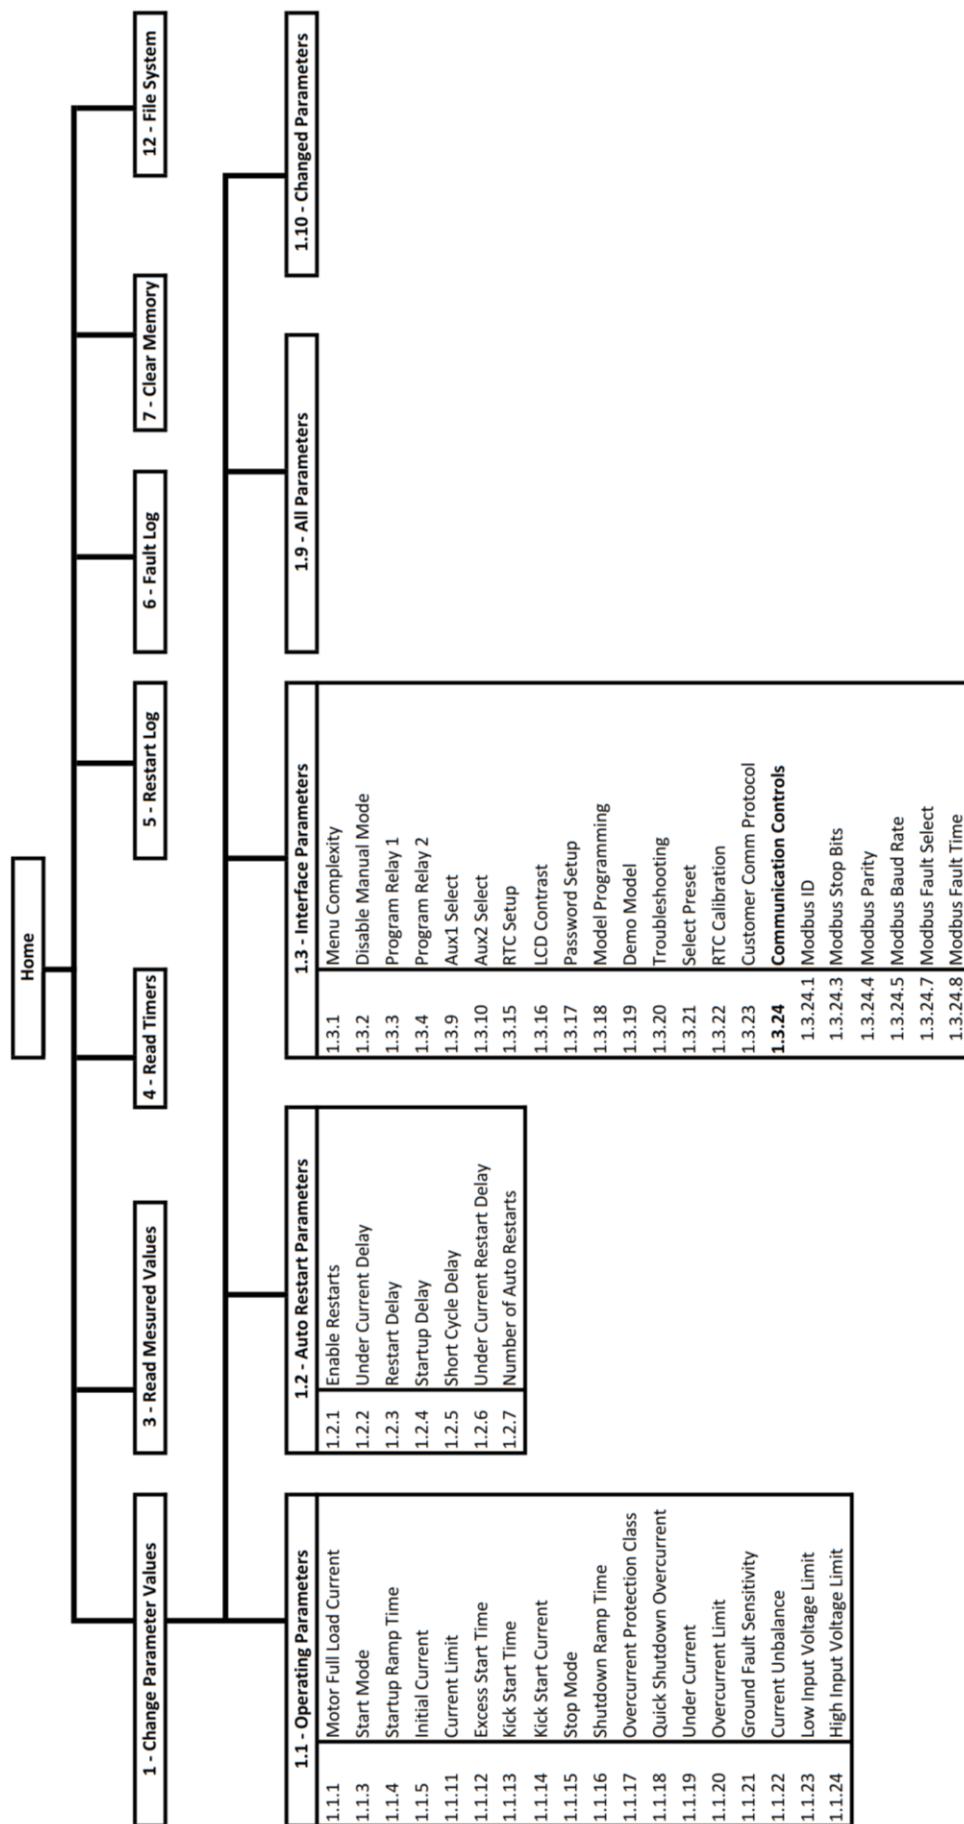 Home
1 - Change Parameter Values
3 - Read Mesured Values
4 - Read Timers
5 - Restart Log
6 - Fault Log
7 - Clear Memory
12 - File System
1.1 - Operating Parameters
1.1.1 Motor Full Load Current
1.1.3 Start Mode
1.1.4 Startup Ramp Time
1.1.5 Initial Current
1.1.11 Current Limit
1.1.12 Excess Start Time
1.1.13 Kick Start Time
1.1.14 Kick Start Current
1.1.15 Stop Mode
1.1.16 Shutdown Ramp Time
1.1.17 Overcurrent Protection Class
1.1.18 Quick Shutdown Overcurrent
1.1.19 Under Current
1.1.20 Overcurrent Limit
1.1.21 Ground Fault Sensitivity
1.1.22 Current Unbalance
1.1.23 Low Input Voltage Limit
1.1.24 High Input Voltage Limit
1.2 - Auto Restart Parameters
1.2.1 Enable Restarts
1.2.2 Under Current Delay
1.2.3 Restart Delay
1.2.4 Startup Delay
1.2.5 Short Cycle Delay
1.2.6 Under Current Restart Delay
1.2.7 Number of Auto Restarts
1.3 - Interface Parameters
1.3.1 Menu Complexity
1.3.2 Disable Manual Mode
1.3.3 Program Relay 1
1.3.4 Program Relay 2
1.3.9 Aux1 Select
1.3.10 Aux2 Select
1.3.15 RTC Setup
1.3.16 LCD Contrast
1.3.17 Password Setup
1.3.18 Model Programming
1.3.19 Demo Model
1.3.20 Troubleshooting
1.3.21 Select Preset
1.3.22 RTC Calibration
1.3.23 Customer Comm Protocol
1.3.24 Communication Controls
1.3.24.1 Modbus ID
1.3.24.3 Modbus Stop Bits
1.3.24.4 Modbus Parity
1.3.24.5 Modbus Baud Rate
1.3.24.7 Modbus Fault Select
1.3.24.8 Modbus Fault Time
1.9 - All Parameters
1.10 - Changed Parameters